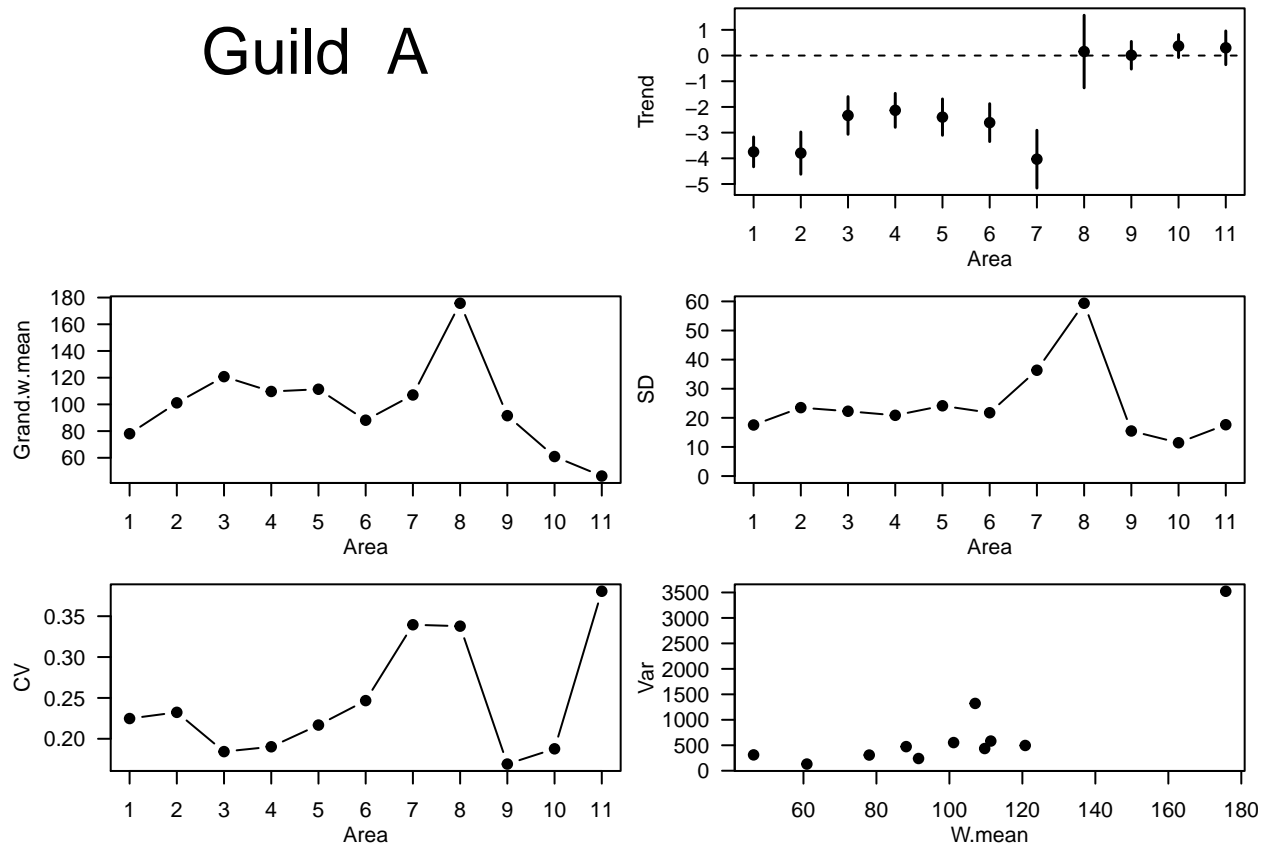 Guild A
Trend
1
0
−1
−2
−3
−4
−5
1 2 3 4 5 6 7 8 9 10 11
Area
Grand.w.mean
180
160
140
120
100
80
60
1 2 3 4 5 6 7 8 9 10 11
Area
SD
60
50
40
30
20
10
0
1 2 3 4 5 6 7 8 9 10 11
Area
CV
0.35
0.30
0.25
0.20
1 2 3 4 5 6 7 8 9 10 11
Area
Var
3500
3000
2500
2000
1500
1000
500
0
60 80 100 120 140 160 180
W.mean